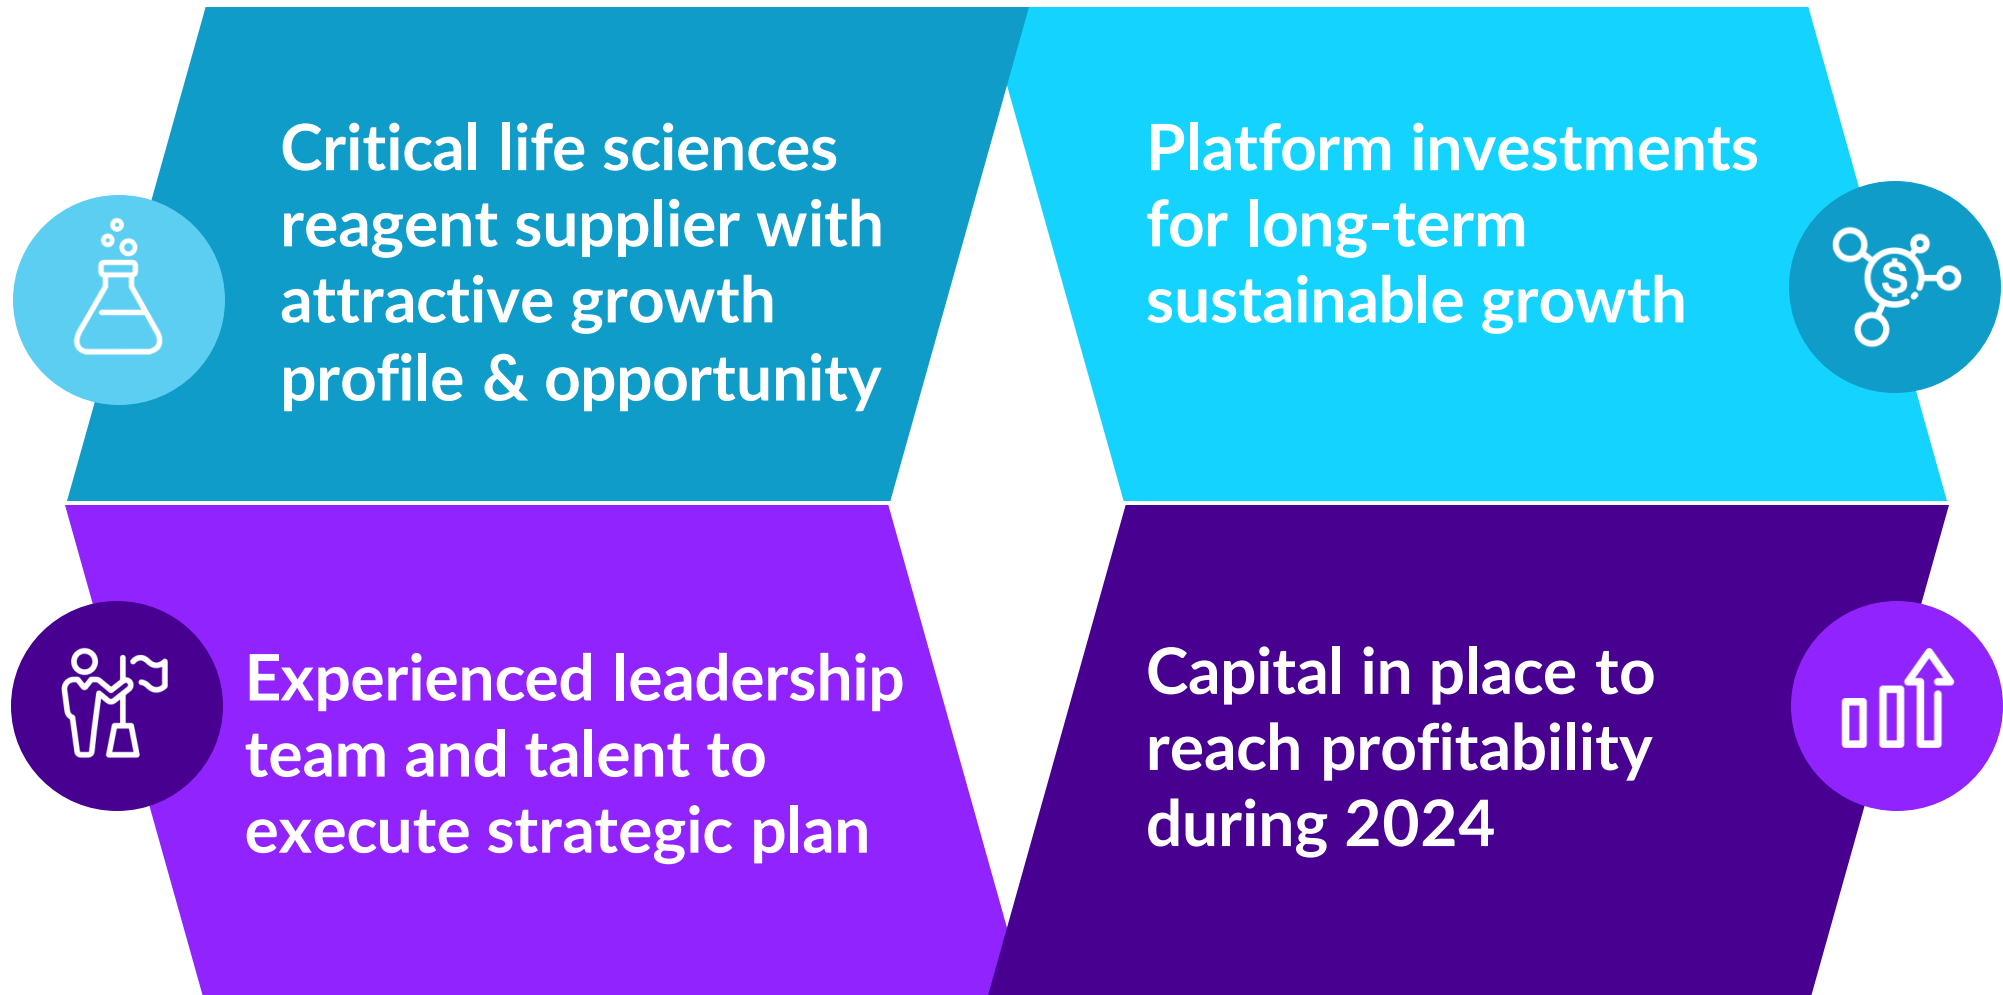 Critical life sciences
reagent supplier with
attractive growth
profile & opportunity
Platform investments
for long-term
sustainable growth
$
Experienced leadership
team and talent to
execute strategic plan
Capital in place to
reach profitability
during 2024